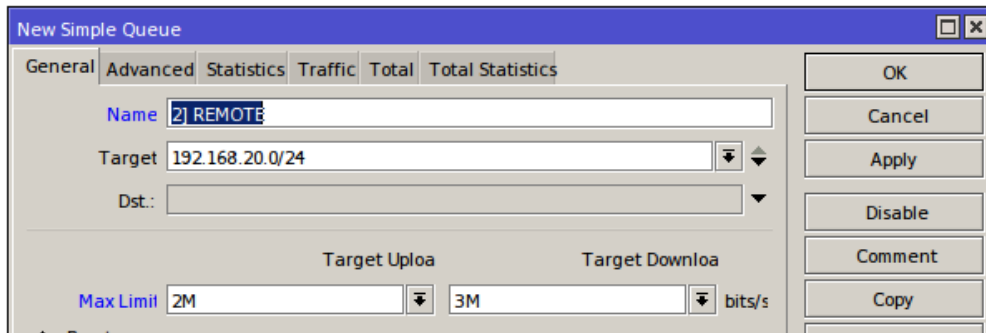 New Simple Queue
General Advanced Statistics Traffic Total Total Statistics
OK
Name 2] REMOTE
Cancel
Target 192.168.20.0/24
Apply
Dst.:
Disable
Target Uploa Target Downloa
Comment
Max Limit 2M 3M bits/s
Copy